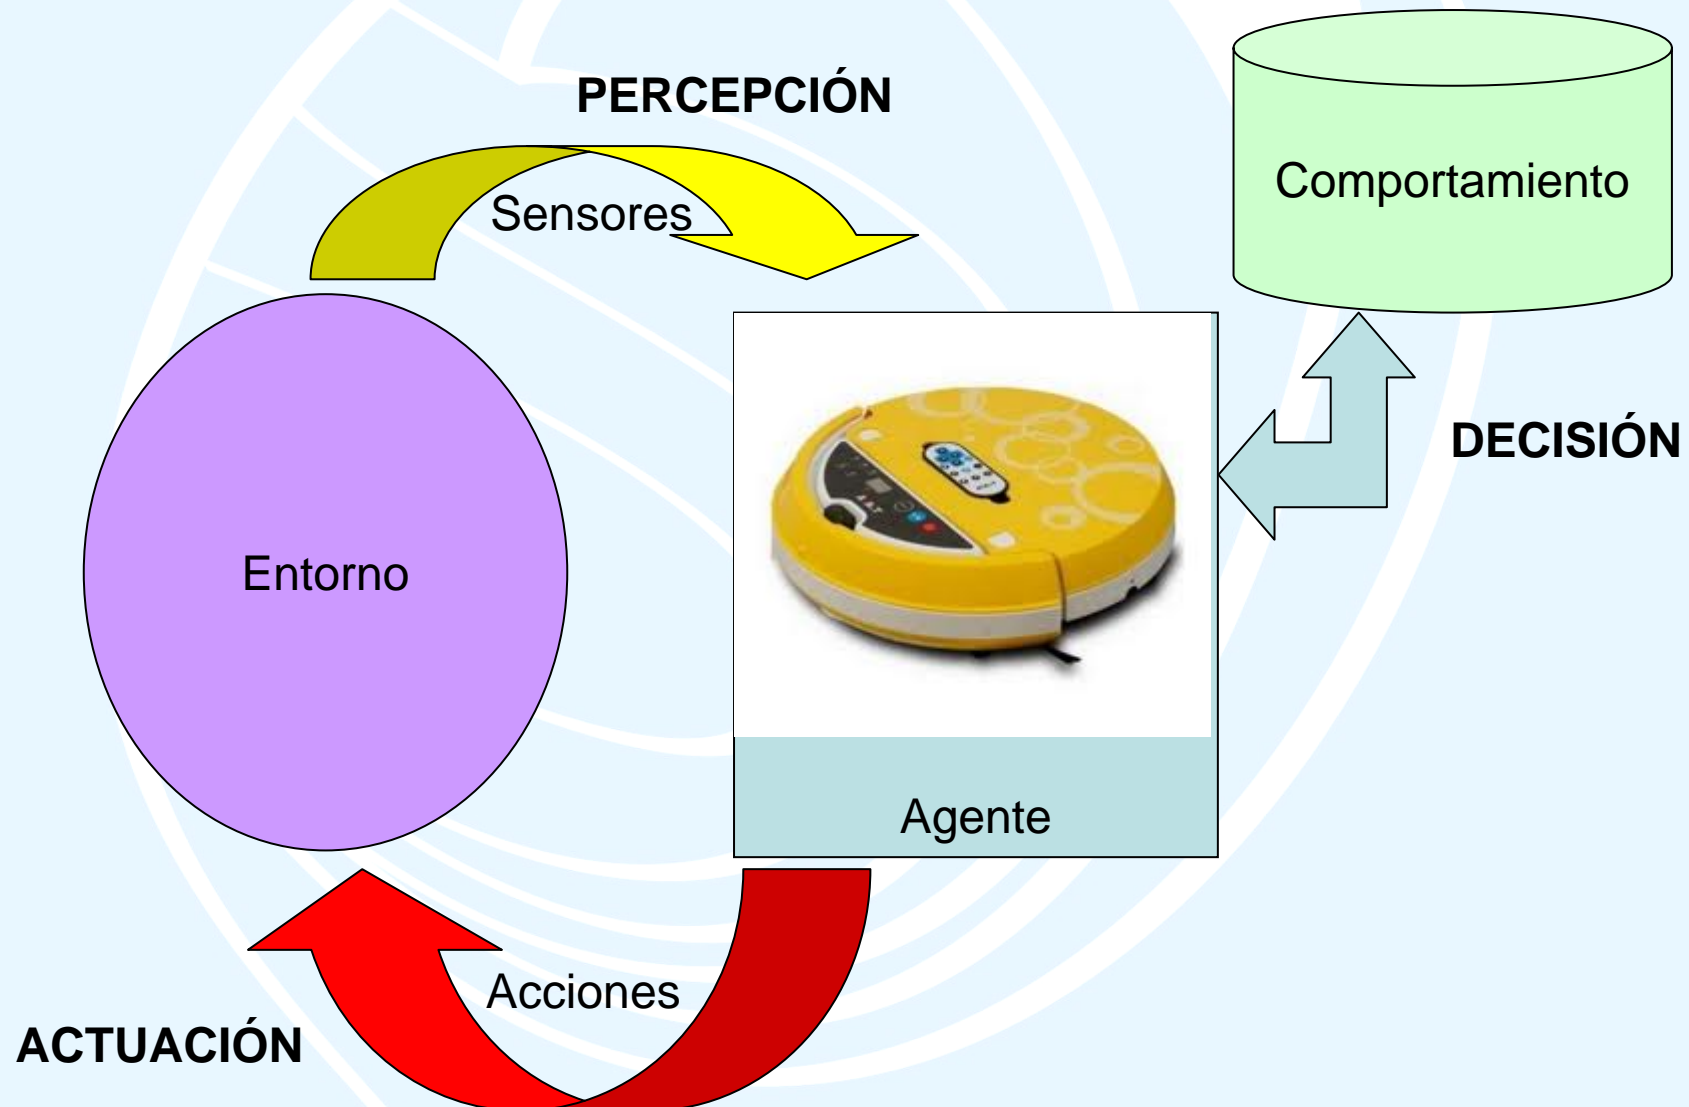 PERCEPCIÓN
Comportamiento
Sensores
DECISIÓN
Entorno
Agente
Acciones
ACTUACIÓN